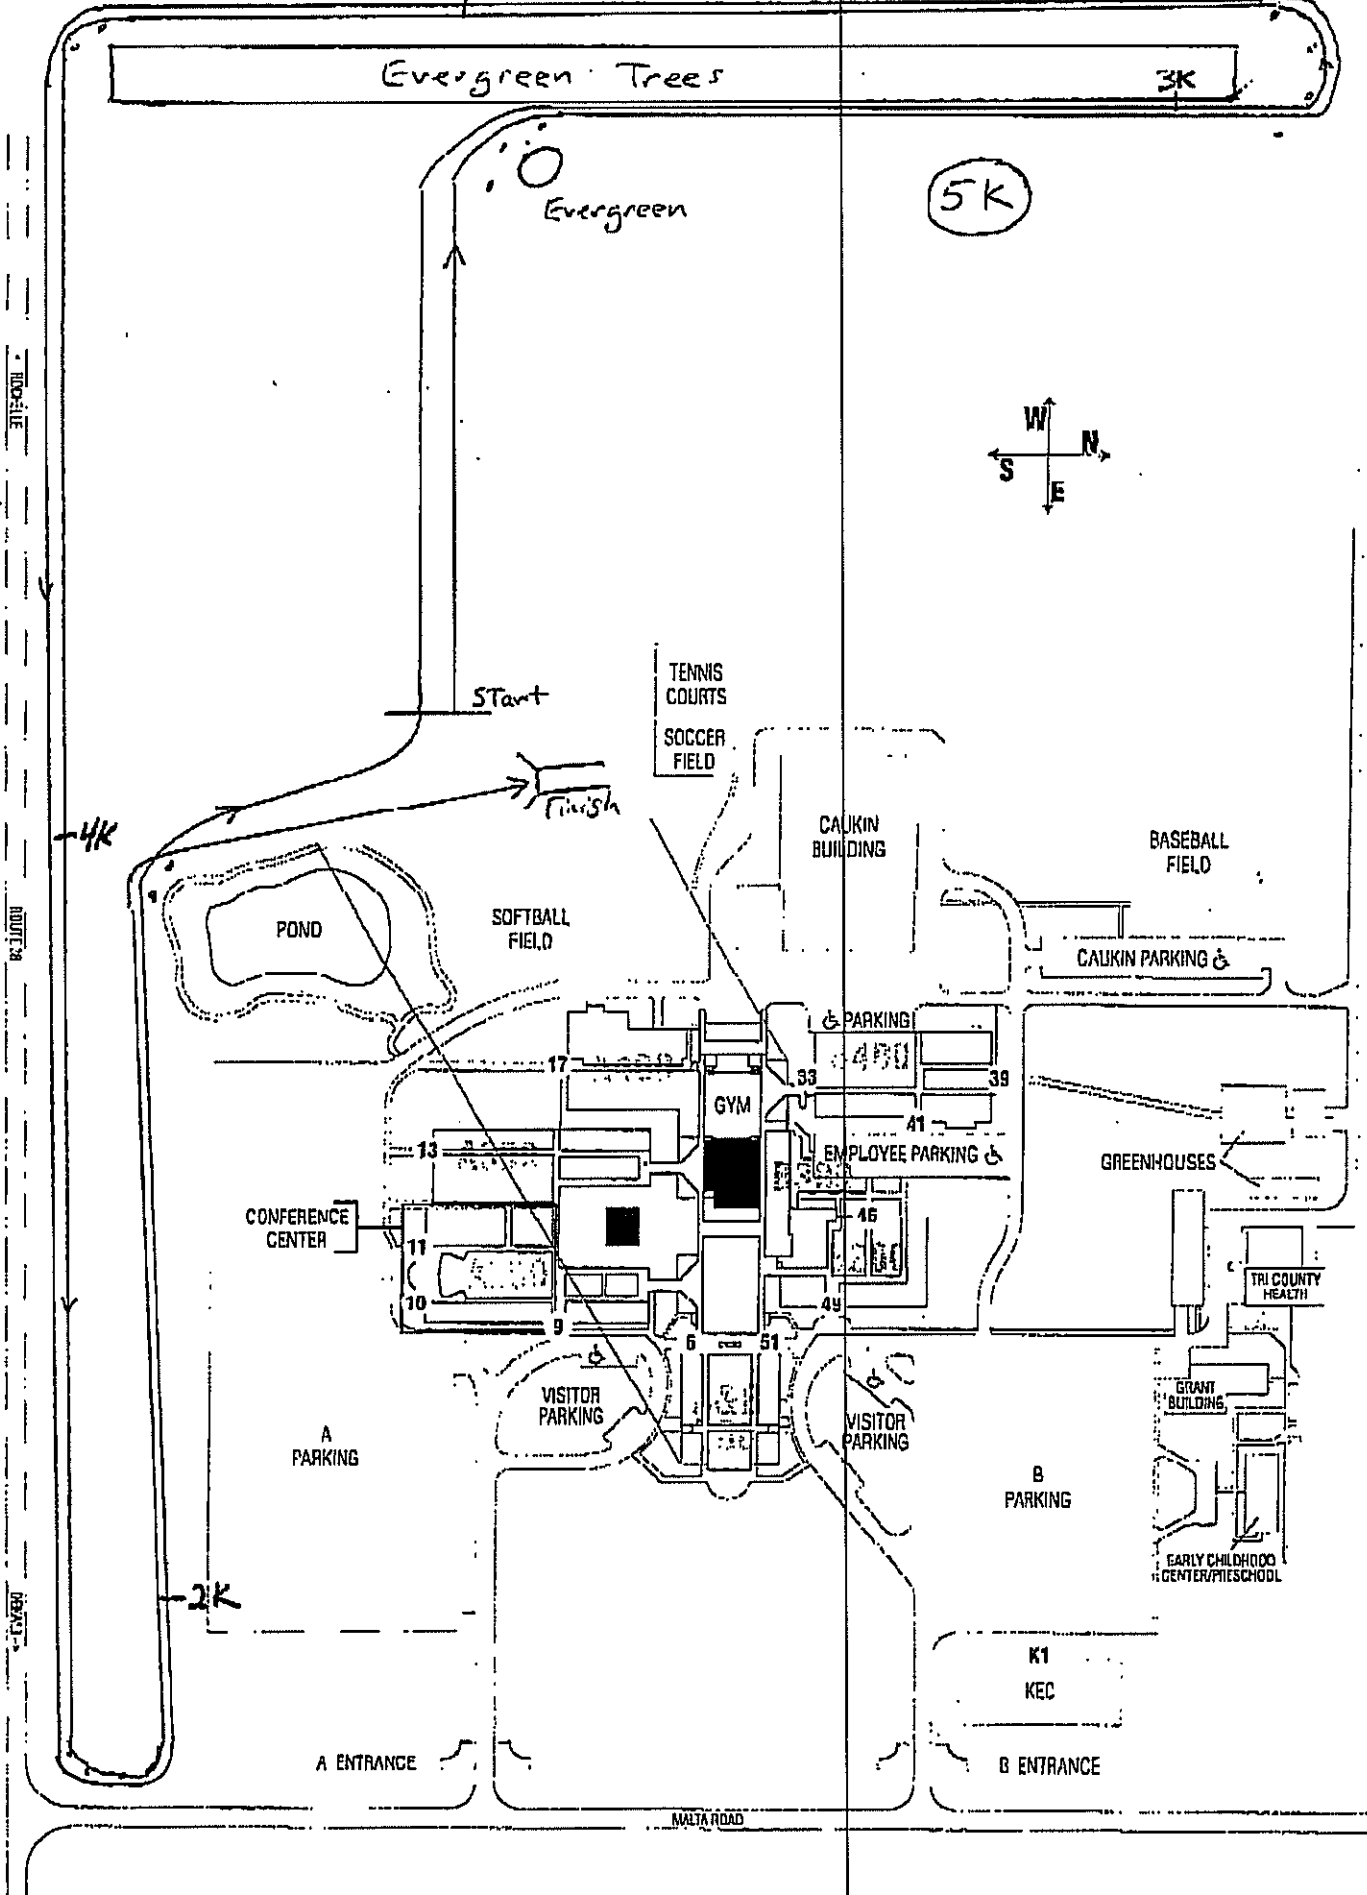 Evergreen Trees
3K
5K
Evergreen
W
N
S
E
START
Finish
TENNIS
COURTS
SOCCER
FIELD
4K
CAUKIN
BUILDING
BASEBALL
FIELD
POND
SOFTBALL
FIELD
CAUKIN PARKING
PARKING
17
33
39
GYM
41
13
EMPLOYEE PARKING
GREENHOUSES
CONFERENCE
CENTER
46
11
TRI COUNTY
HEALTH
10
9
49
6
51
VISITOR
PARKING
GRANT
BUILDING
VISITOR
PARKING
A
PARKING
B
PARKING
EARLY CHILDHOOD
CENTER/PRESCHOOL
2K
K1
KEC
A ENTRANCE
B ENTRANCE
MALTA ROAD
ROCHELLE